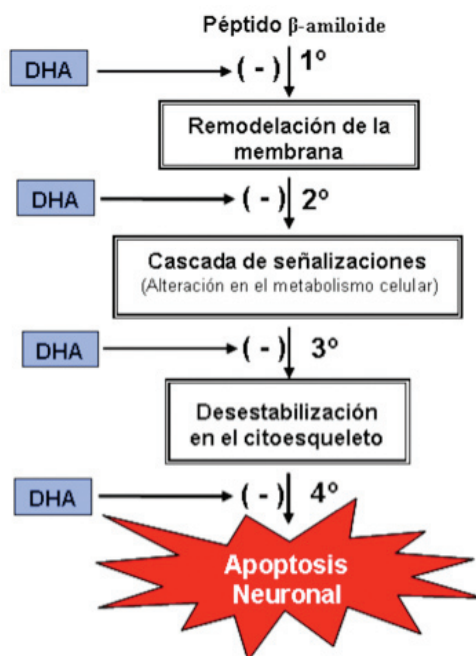 Péptido β-amiloide
DHA
(-) 1º
Remodelación de la
membrana
DHA
(-) 2º
Cascada de señalizaciones
(Alteración en el metabolismo celular)
DHA
(-) 3º
Desestabilización
en el citoesqueleto
DHA
(-) 4º
Apoptosis
Neuronal